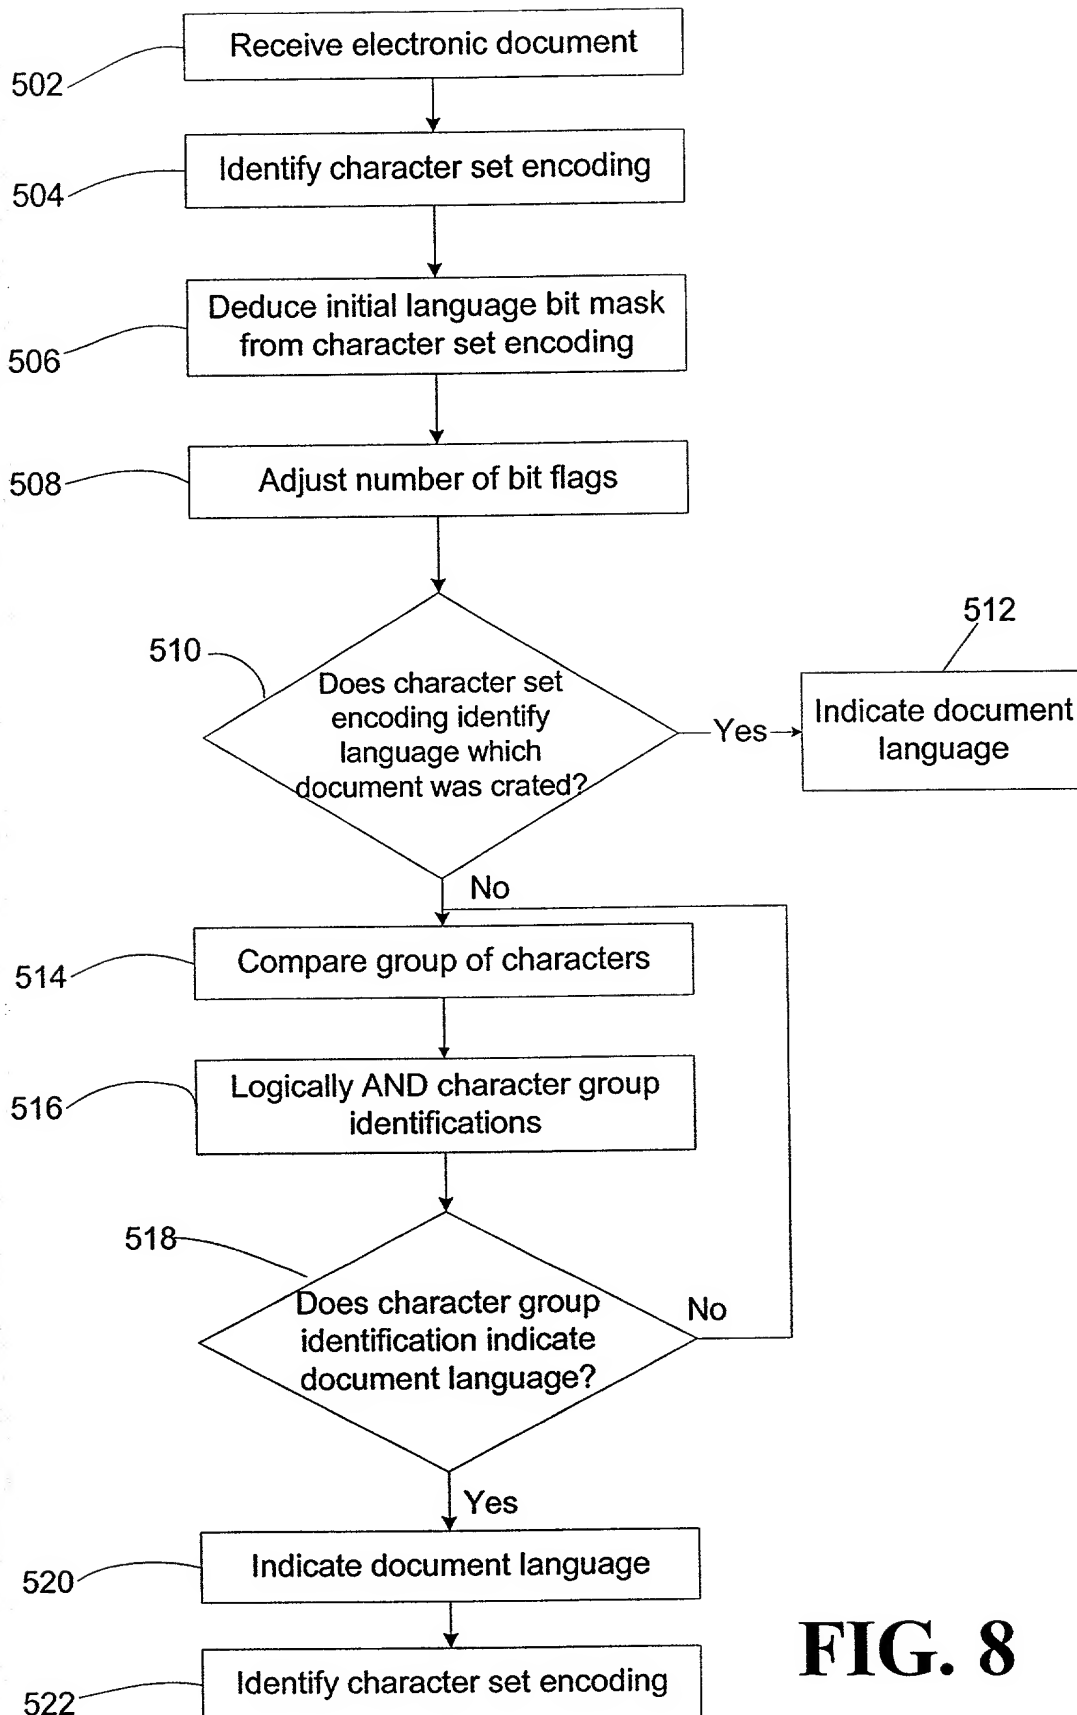 Receive electronic document
502
Identify character set encoding
504
Deduce initial language bit mask
from character set encoding
506
Adjust number of bit flags
508
512
510
Does character set
encoding identify
language which
document was crated?
Yes
Indicate document
language
No
Compare group of characters
514
Logically AND character group
identifications
516
518
Does character group
identification indicate
document language?
No
Yes
Indicate document language
520
Identify character set encoding
522
FIG. 8